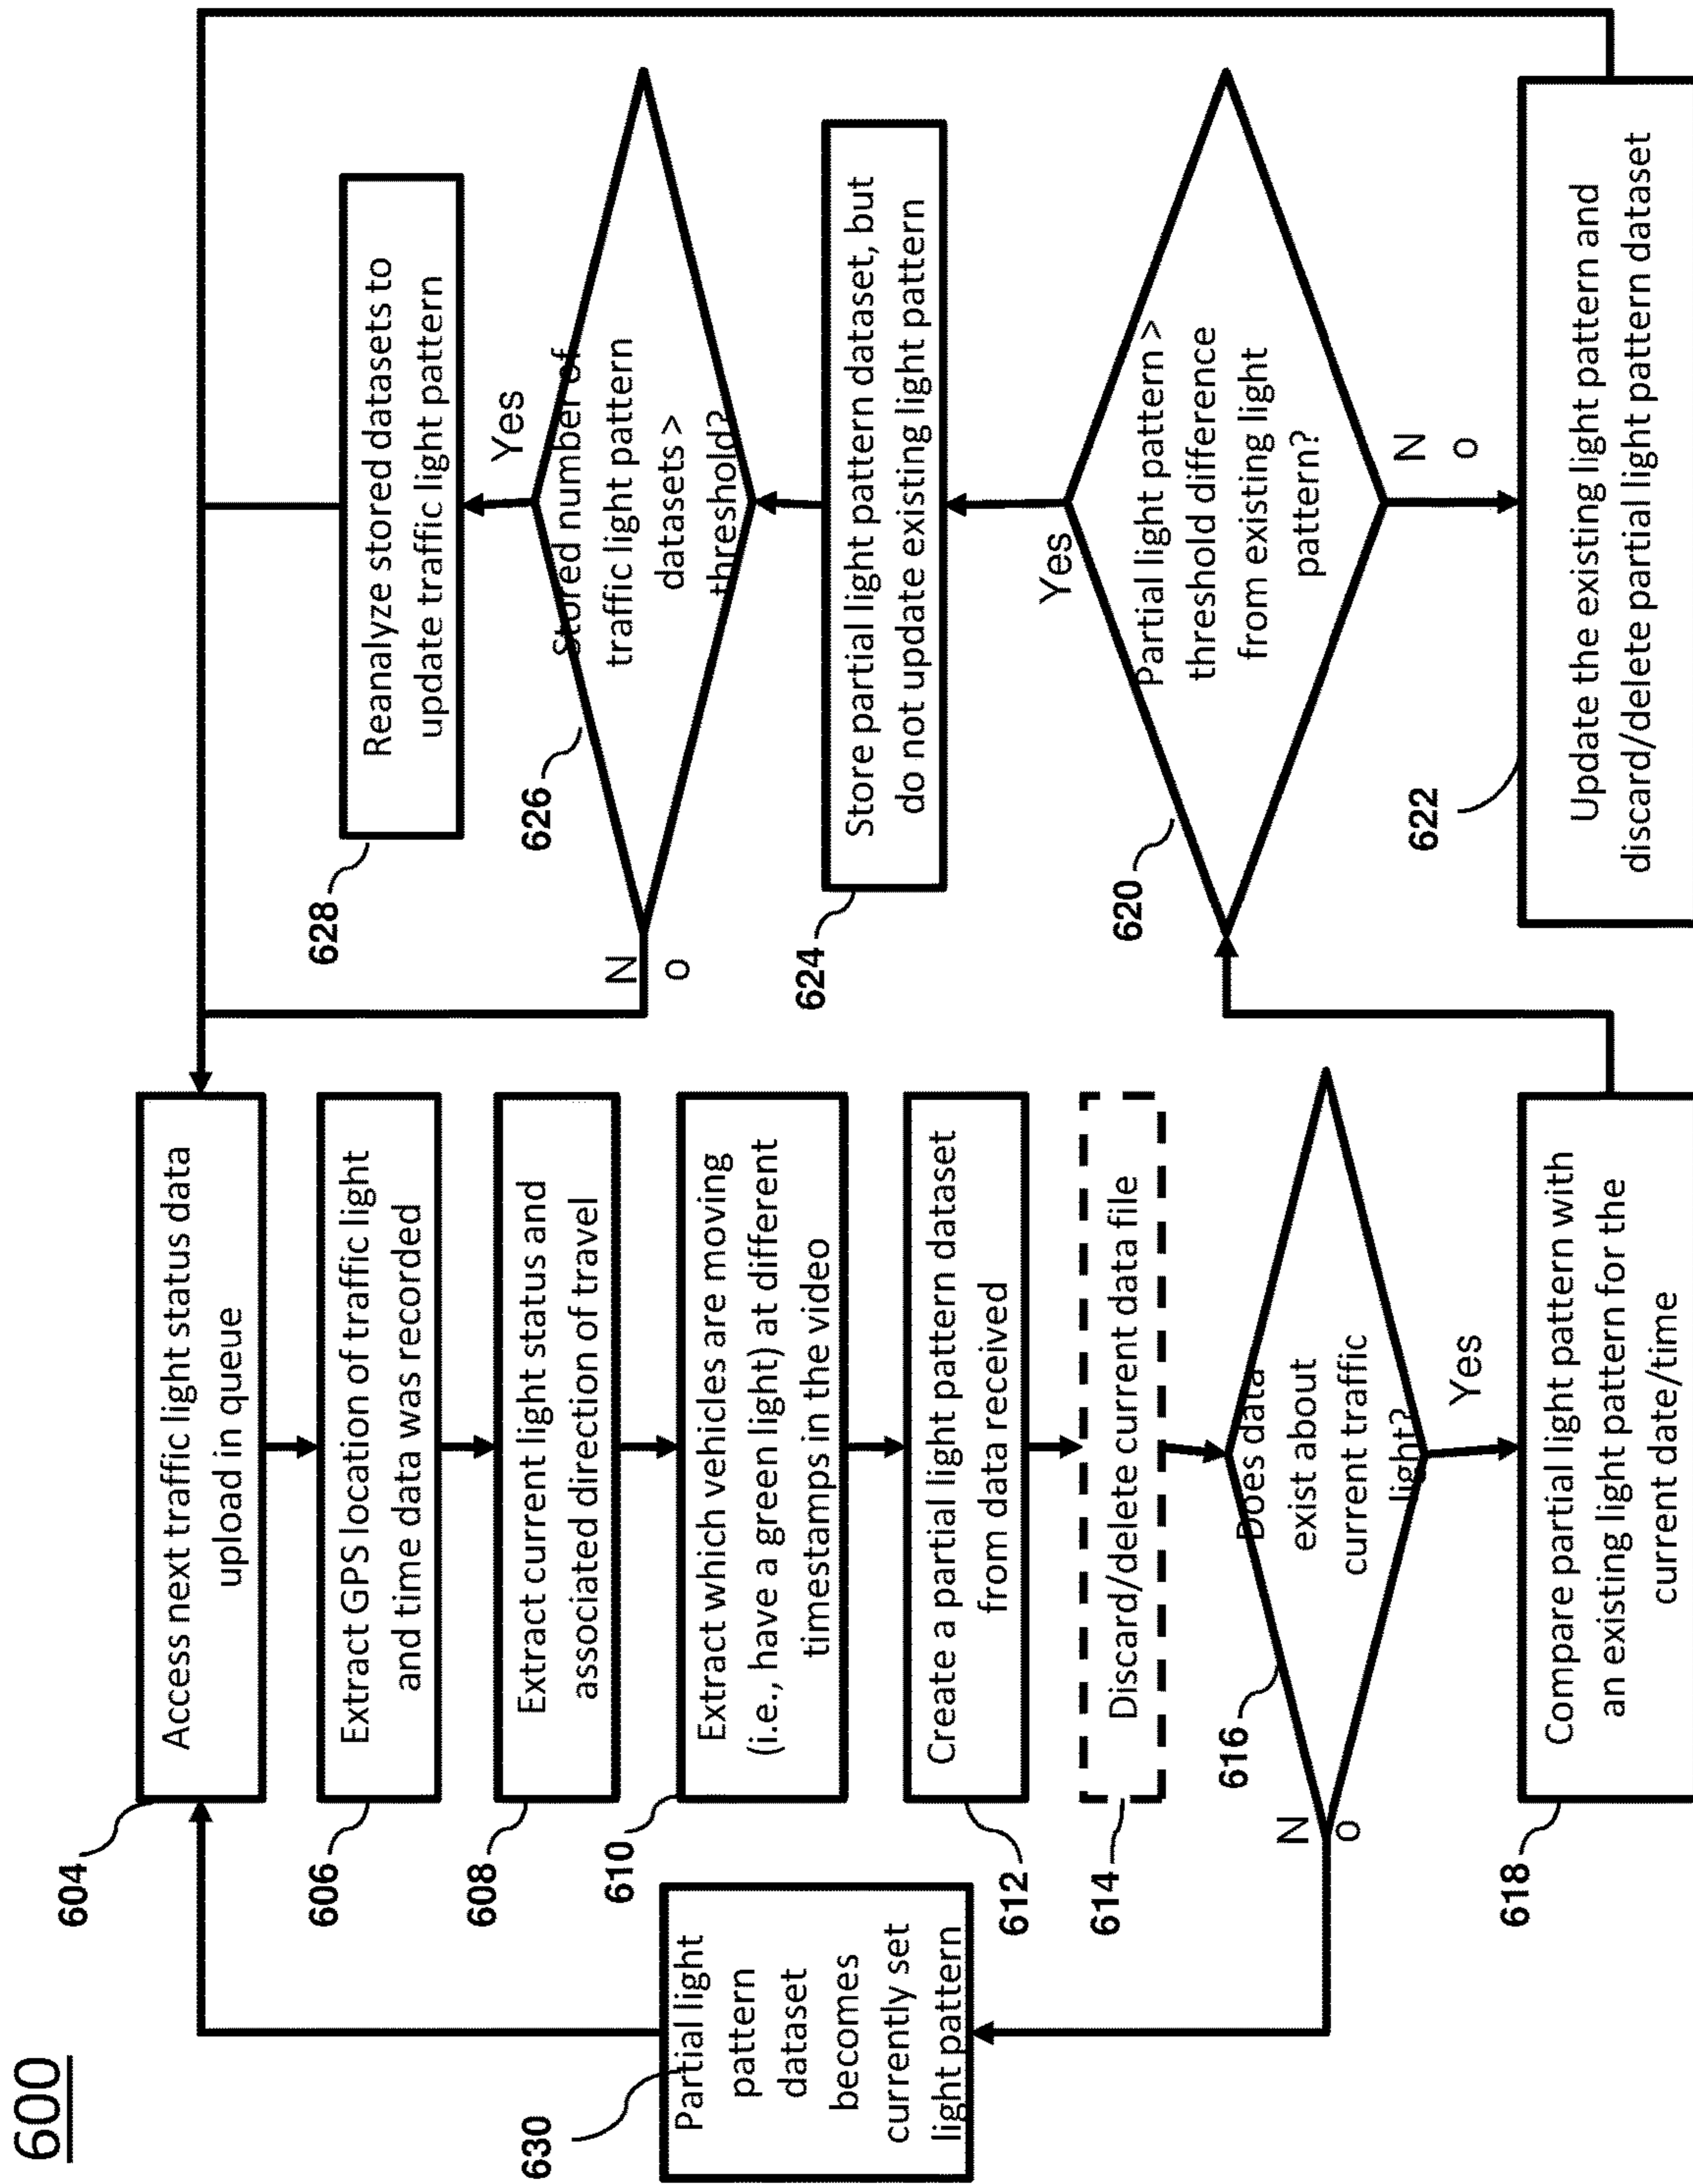 600
604
Access next traffic light status data
upload in queue
606
Extract GPS location of traffic light
and time data was recorded
608
Extract current light status and
associated direction of travel
610
Extract which vehicles are moving
(i.e., have a green light) at different
timestamps in the video
612
Create a partial light pattern dataset
from data received
614
Discard/delete current data file
616
Does data
exist about
current traffic
light?
N
o
Yes
630
Partial light
pattern
dataset
becomes
currently set
light pattern
618
Compare partial light pattern with
an existing light pattern for the
current date/time
620
Partial light pattern >
threshold difference
from existing light
pattern?
Yes
N
o
622
Update the existing light pattern and
discard/delete partial light pattern dataset
624
Store partial light pattern dataset, but
do not update existing light pattern
626
Stored number of
traffic light pattern
datasets >
threshold?
N
o
Yes
628
Reanalyze stored datasets to
update traffic light pattern